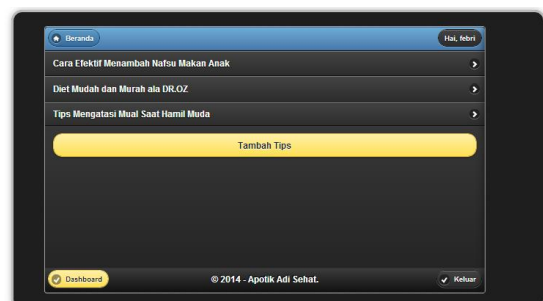 Beranda
Hai, febri
Cara Efektif Menambah Nafsu Makan Anak
Diet Mudah dan Murah ala DR.OZ
Tips Mengatasi Mual Saat Hamil Muda
Tambah Tips
Dashboard
© 2014 - Apotik Adi Sehat.
Keluar